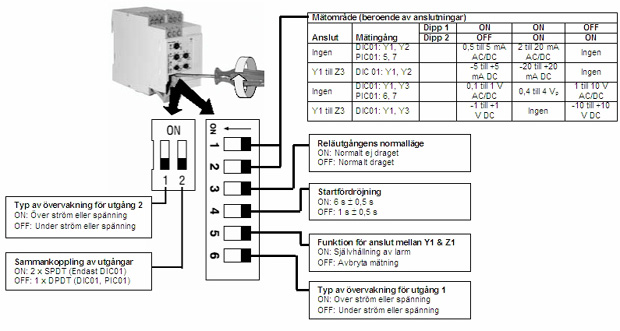 Mätområde (beroende av anslutningar)
Dipp 1 ON ON OFF
Anslut Mätingång Dipp 2 OFF ON ON
Ingen DIC01: Y1, Y2 PIC01: 5, 7 0,5 till 5 mA AC/DC 2 till 20 mA AC/DC Ingen
Y1 till Z3 DIC 01: Y1, Y2 -5 till +5 mA DC -20 till +20 mA DC Ingen
Ingen DIC01: Y1, Y3 PIC01: 6, 7 0,1 till 1 V AC/DC 0,4 till 4 Vₚ 1 till 10 V AC/DC
Y1 till Z3 DIC01: Y1, Y3 -1 till +1 V DC Ingen -10 till +10 V DC
ON
1 2
ON
1
2
3
4
5
6
Reläutgångens normalläge
ON: Normalt ej draget
OFF: Normalt draget
Startfördröjning
ON: 6 s ± 0,5 s
OFF: 1 s ± 0,5 s
Funktion för anslut mellan Y1 & Z1
ON: Självhållning av larm
OFF: Avbryta mätning
Typ av övervakning för utgång 1
ON: Over ström eller spänning
OFF: Under ström eller spänning
Typ av övervakning för utgång 2
ON: Över ström eller spänning
OFF: Under ström eller spänning
Sammankoppling av utgångar
ON: 2 x SPDT (Endast DIC01)
OFF: 1 x DPDT (DIC01, PIC01)